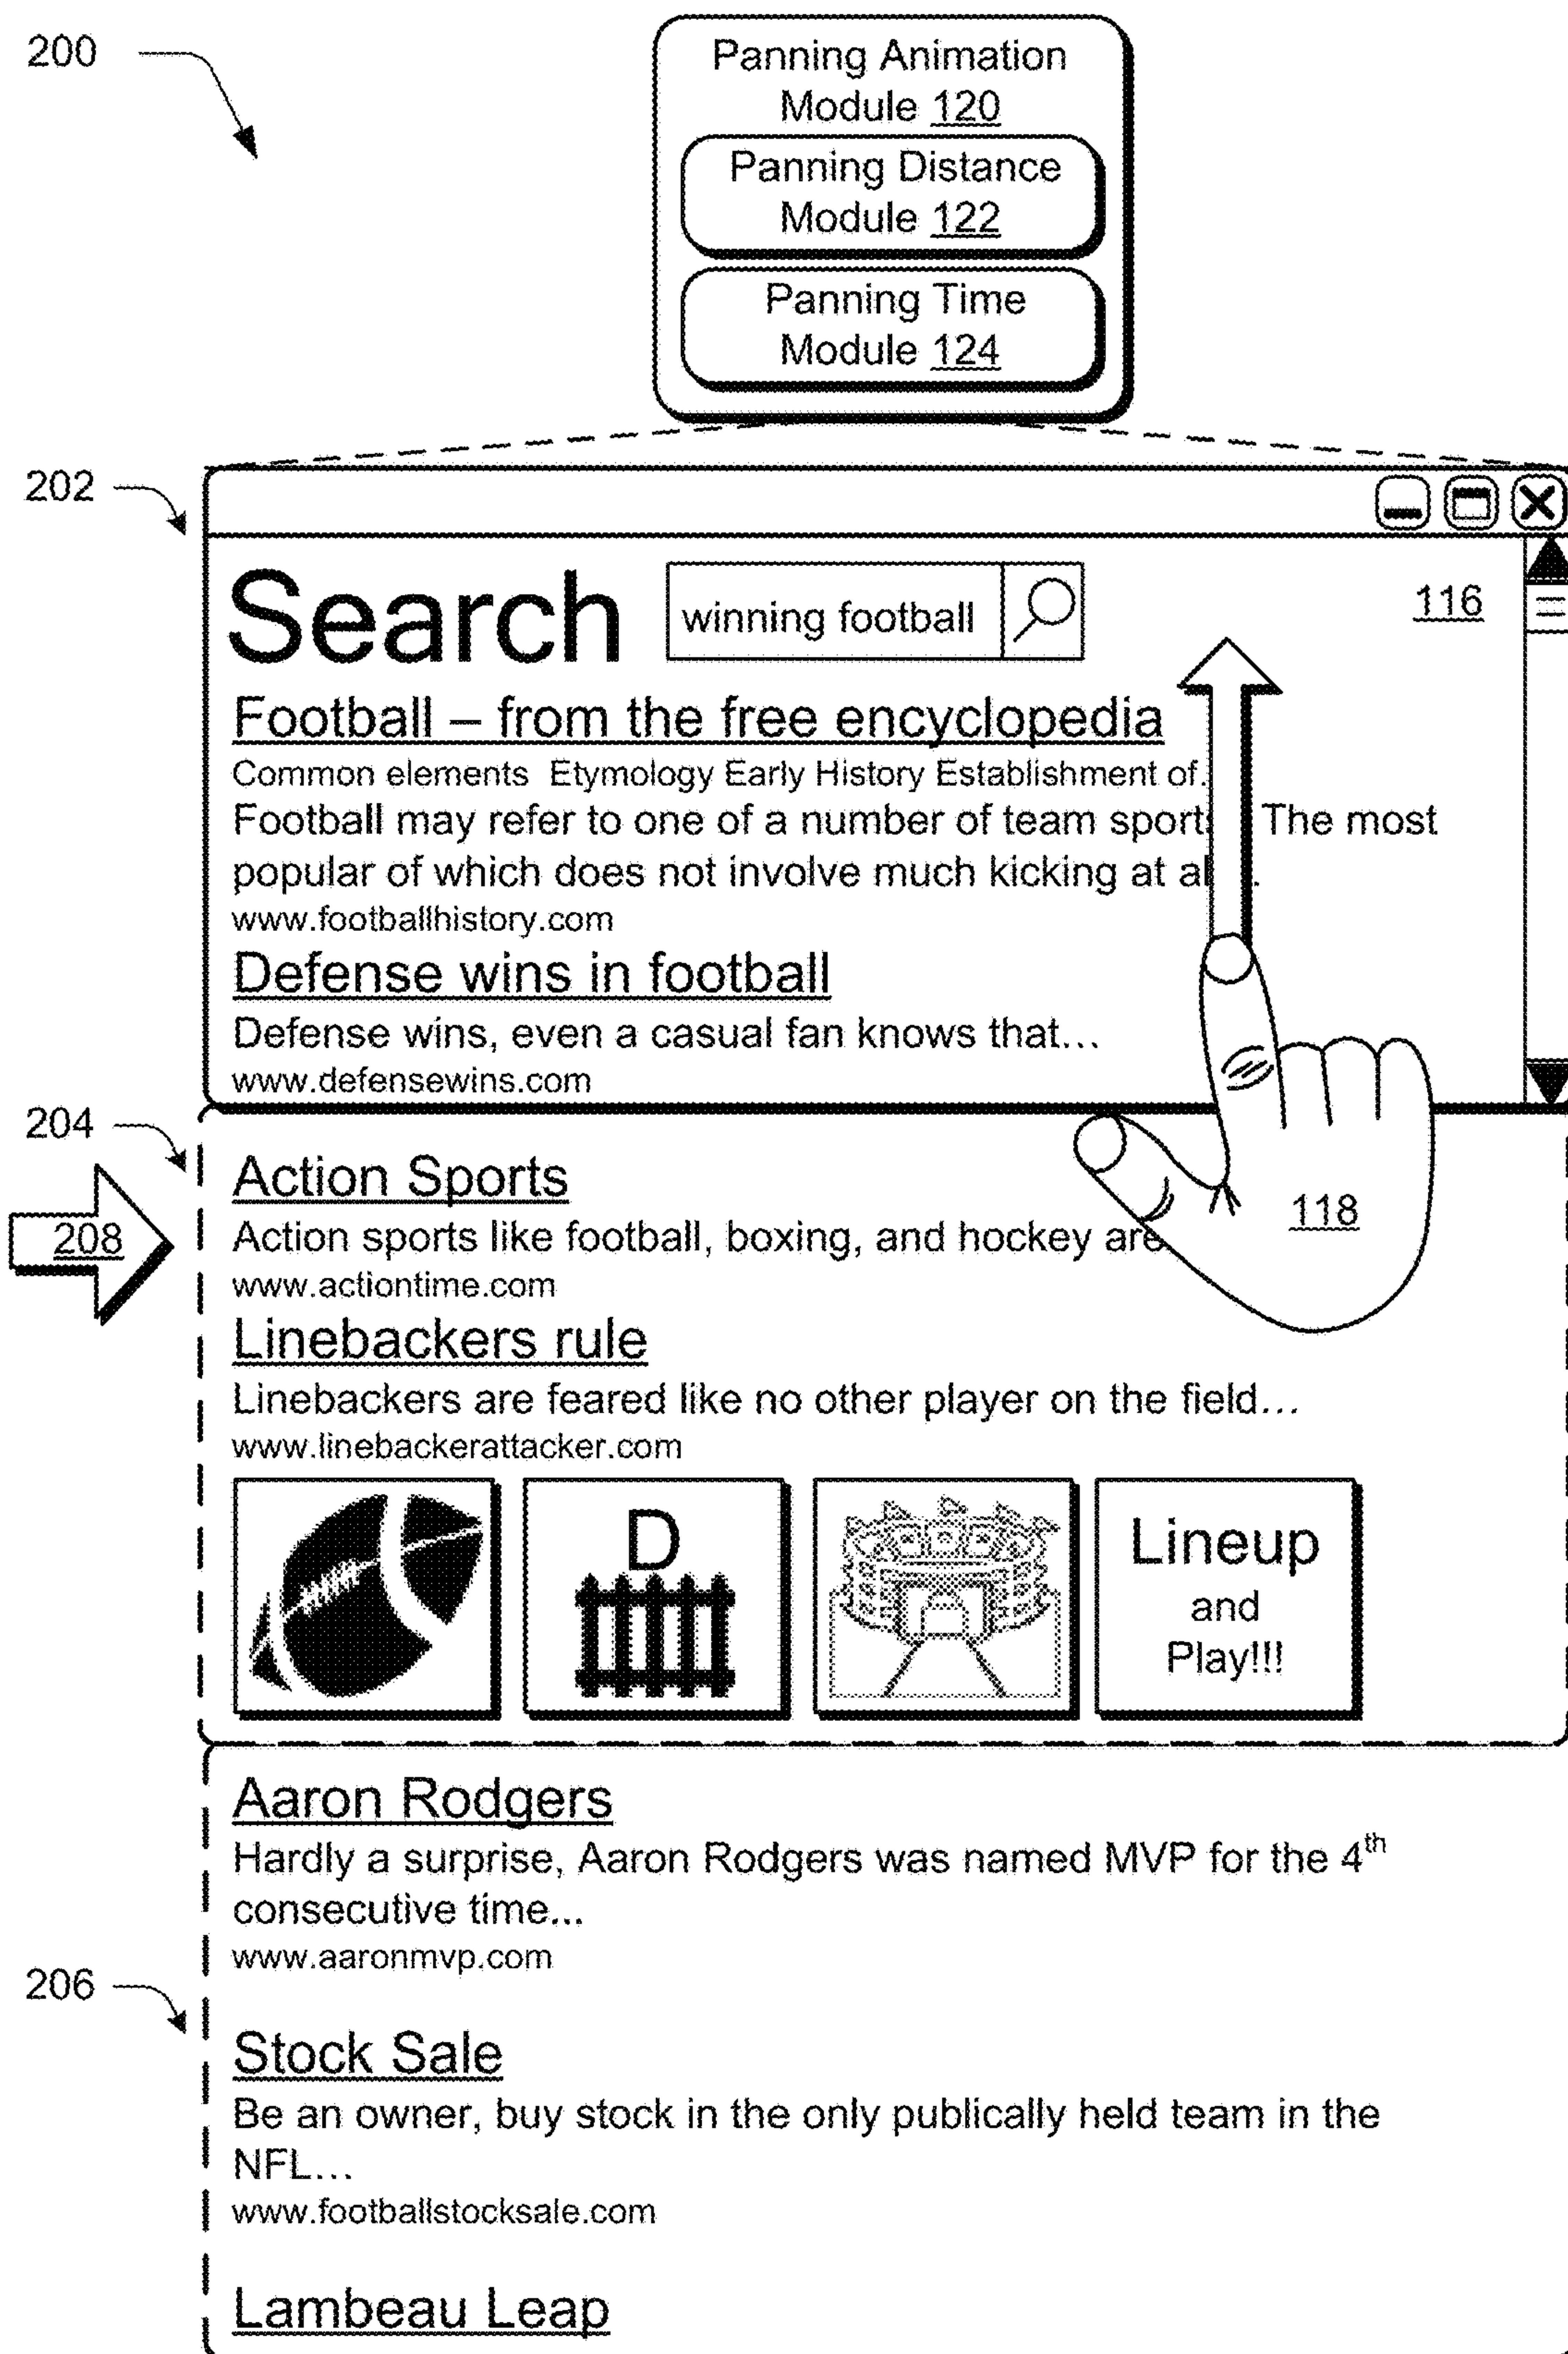 200
Panning Animation
Module 120
Panning Distance
Module 122
Panning Time
Module 124
202
Search
winning football
116
Football – from the free encyclopedia
Common elements Etymology Early History Establishment of.
Football may refer to one of a number of team sports The most
popular of which does not involve much kicking at al .
www.footballhistory.com
Defense wins in football
Defense wins, even a casual fan knows that...
www.defensewins.com
204
Action Sports
208
118
Action sports like football, boxing, and hockey are
www.actiontime.com
Linebackers rule
Linebackers are feared like no other player on the field...
www.linebackerattacker.com
D
Lineup
and
Play!!!
Aaron Rodgers
Hardly a surprise, Aaron Rodgers was named MVP for the 4th
consecutive time...
www.aaronmvp.com
206
Stock Sale
Be an owner, buy stock in the only publically held team in the
NFL...
www.footballstocksale.com
Lambeau Leap